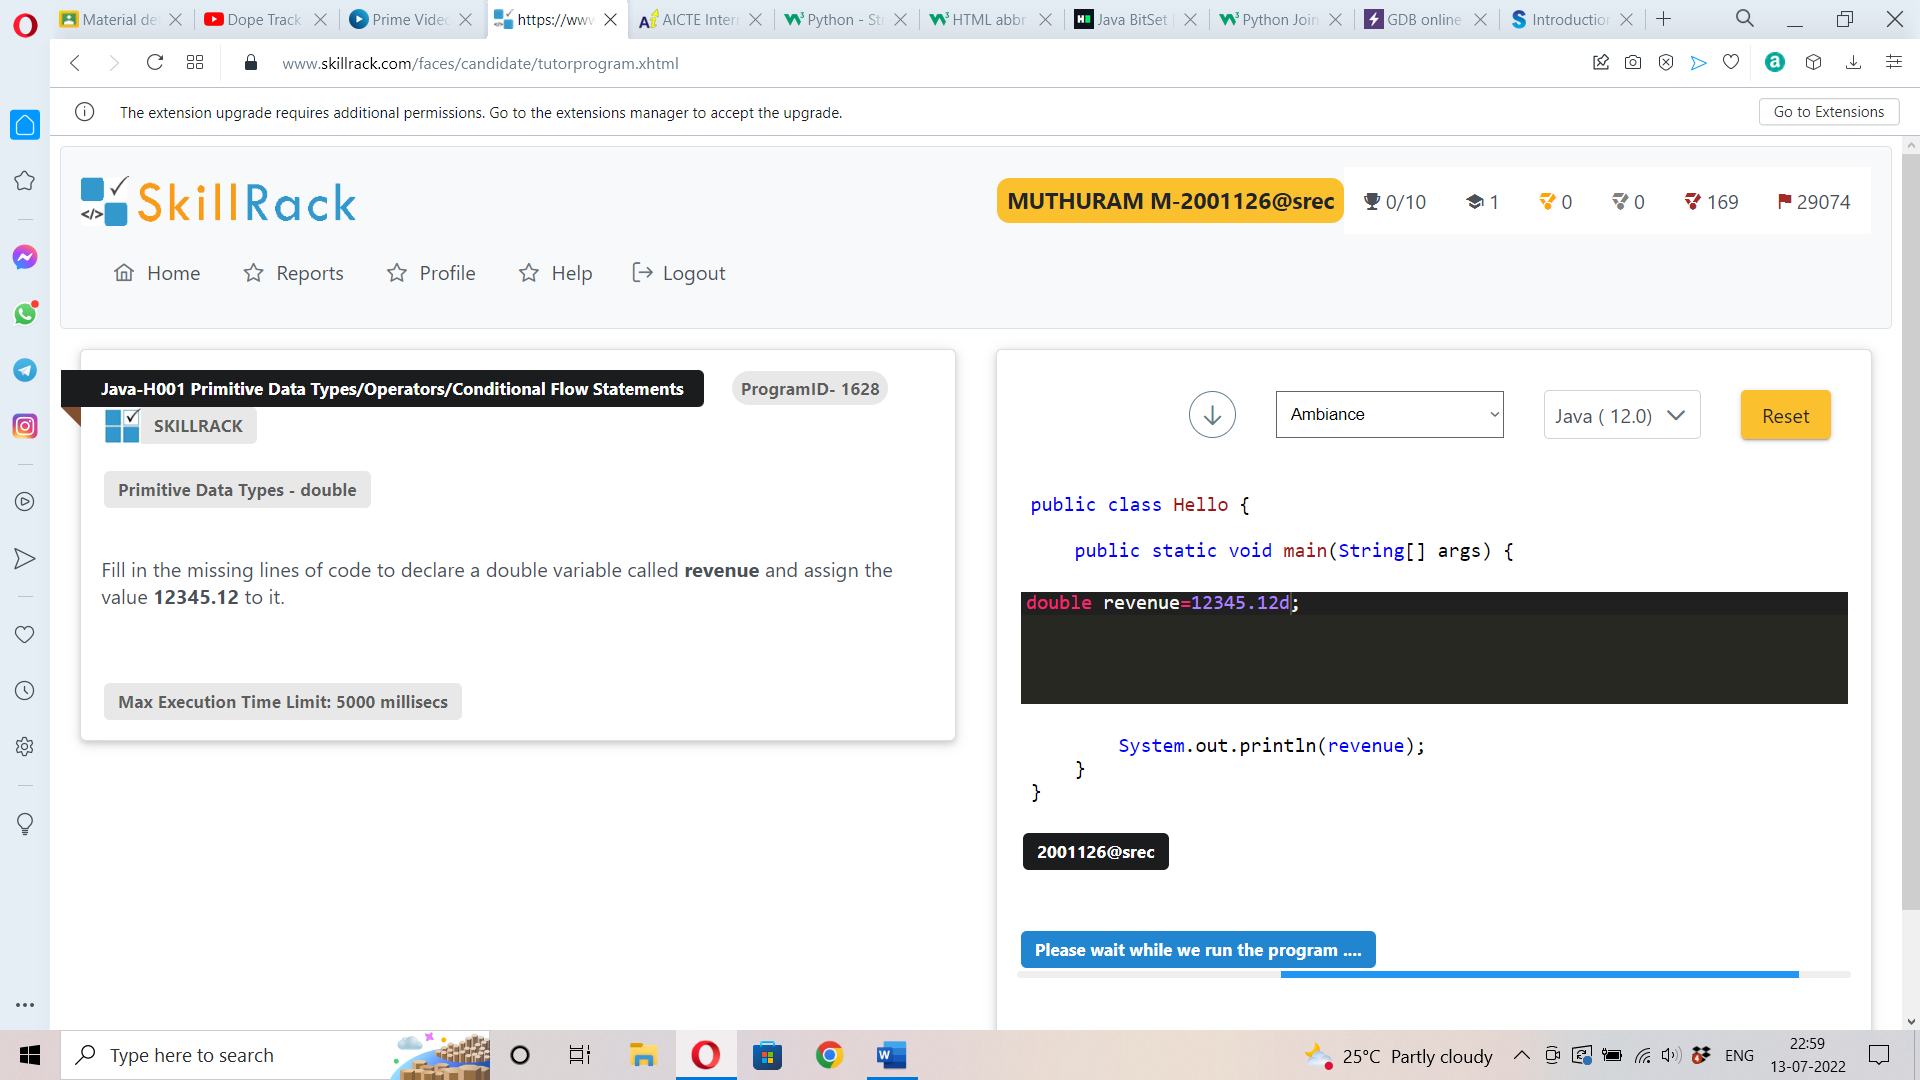 Material de
Dope Track
Prime Video
https://www
AICTE Inter
Python - St
HTML abbr
Java BitSet
Python Join
GDB online
Introduction
www.skillrack.com/faces/candidate/tutorprogram.xhtml
The extension upgrade requires additional permissions. Go to the extensions manager to accept the upgrade.
Go to Extensions
SkillRack
MUTHURAM M-2001126@srec
0/10
1
0
0
169
29074
Home
Reports
Profile
Help
Logout
Java-H001 Primitive Data Types/Operators/Conditional Flow Statements
ProgramID- 1628
SKILLRACK
Primitive Data Types - double
Fill in the missing lines of code to declare a double variable called revenue and assign the
value 12345.12 to it.
Max Execution Time Limit: 5000 millisecs
Ambiance
Java ( 12.0)
Reset
public class Hello {
public static void main(String[] args) {
double revenue=12345.12d;
System.out.println(revenue);
}
}
2001126@srec
Please wait while we run the program ....
Type here to search
25°C Partly cloudy
ENG
22:59
13-07-2022